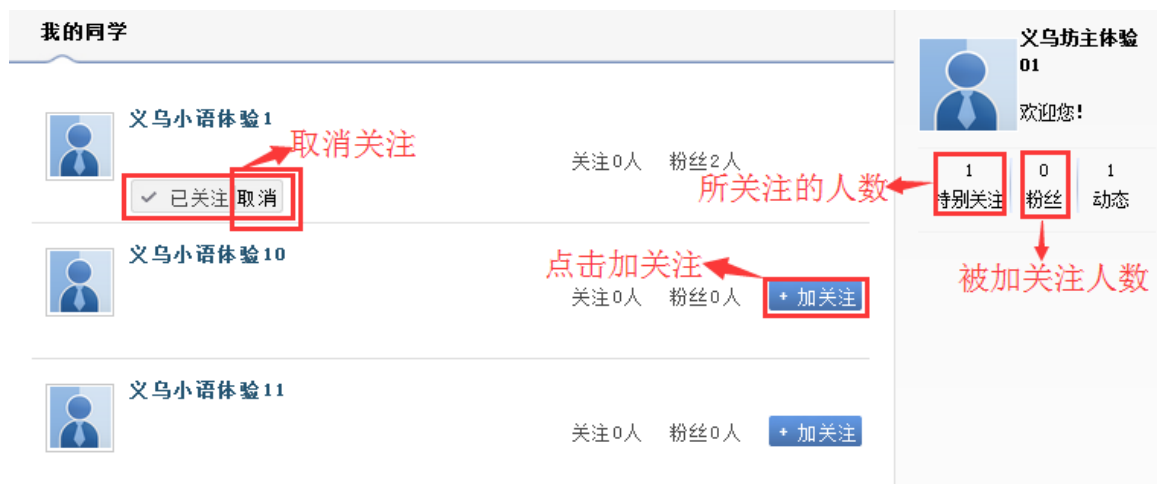 我的同学
义乌小语体验1
取消关注
关注0人 粉丝2人
✓ 已关注 取消
义乌小语体验10
点击加关注
关注0人 粉丝0人 + 加关注
义乌小语体验11
关注0人 粉丝0人 + 加关注
义乌坊主体验
01
欢迎您!
1 0 1
特别关注 粉丝 动态
所关注的人数
被加关注人数